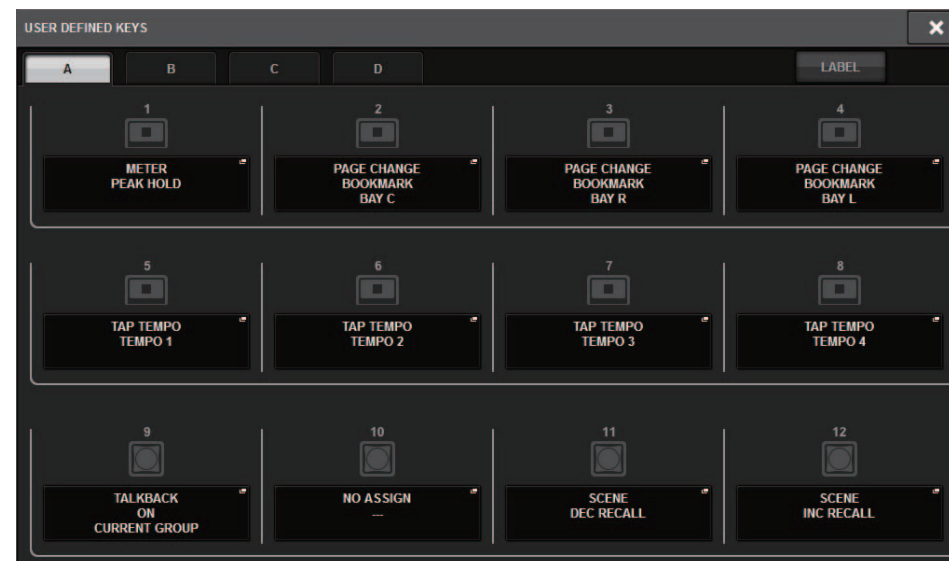 USER DEFINED KEYS
A B C D LABEL
1 2 3 4
METER PAGE CHANGE PAGE CHANGE PAGE CHANGE
PEAK HOLD BOOKMARK BOOKMARK BOOKMARK
BAY C BAY R BAY L
5 6 7 8
TAP TEMPO TAP TEMPO TAP TEMPO TAP TEMPO
TEMPO 1 TEMPO 2 TEMPO 3 TEMPO 4
9 10 11 12
TALKBACK NO ASSIGN SCENE SCENE
ON --- DEC RECALL INC RECALL
CURRENT GROUP